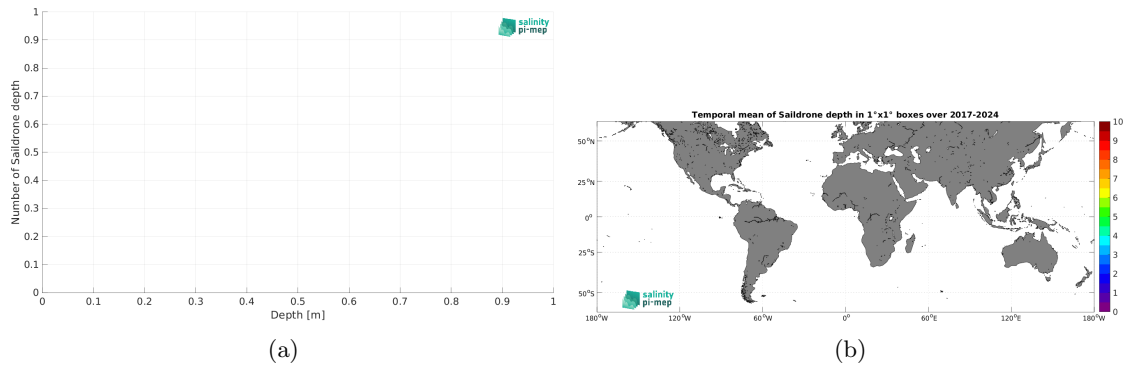 1
0.9
0.8
0.7
0.6
0.5
0.4
0.3
0.2
0.1
0
Number of Saildrone depth
0 0.1 0.2 0.3 0.4 0.5 0.6 0.7 0.8 0.9 1
Depth [m]
salinity
pi-mep
(a)
Temporal mean of Saildrone depth in 1°x1° boxes over 2017-2024
50°N
25°N
0°
25°S
50°S
180°W 120°W 60°W 0° 60°E 120°E 180°W
salinity
pi-mep
10
9
8
7
6
5
4
3
2
1
0
(b)